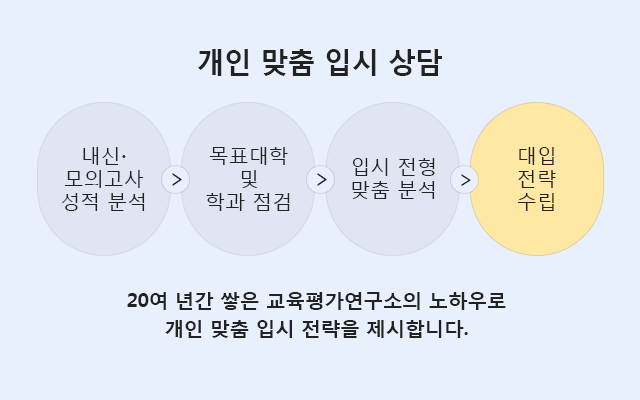 개인 맞춤 입시 상담
내신·
모의고사
성적 분석
>
목표대학
및
학과 점검
>
입시 전형
맞춤 분석
>
대입
전략
수립
20여 년간 쌓은 교육평가연구소의 노하우로
개인 맞춤 입시 전략을 제시합니다.